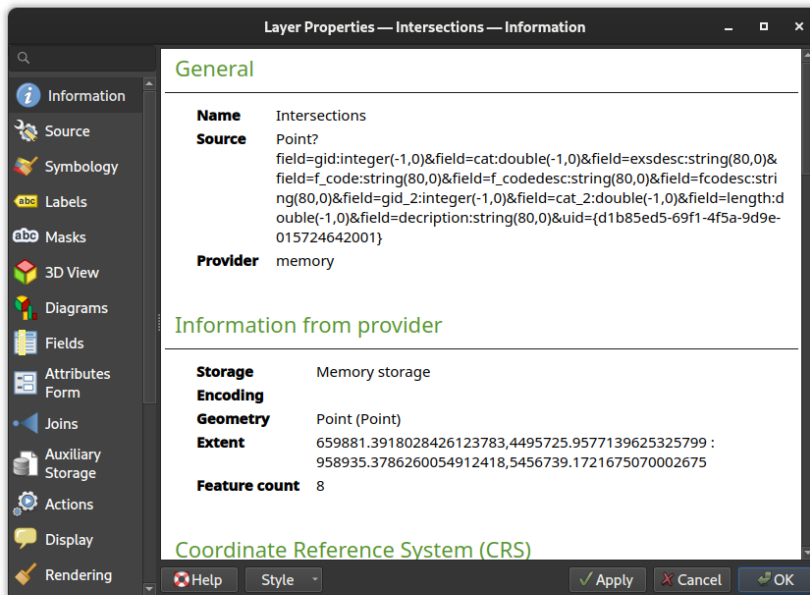 Layer Properties — Intersections — Information
Information
Source
Symbology
abc Labels
abc Masks
3D View
Diagrams
Fields
Attributes
Form
Joins
Auxiliary
Storage
Actions
Display
Rendering
General
Name Intersections
Source Point?
field=gid:integer(-1,0)&field=cat:double(-1,0)&field=exsdesc:string(80,0)&
field=f_code:string(80,0)&field=f_codedesc:string(80,0)&field=fcodesc:stri
ng(80,0)&field=gid_2:integer(-1,0)&field=cat_2:double(-1,0)&field=length:d
ouble(-1,0)&field=decription:string(80,0)&uid={d1b85ed5-69f1-4f5a-9d9e-
015724642001}
Provider memory
Information from provider
Storage Memory storage
Encoding
Geometry Point (Point)
Extent 659881.3918028426123783,4495725.9577139625325799 :
958935.3786260054912418,5456739.1721675070002675
Feature count 8
Coordinate Reference System (CRS)
Help Style Apply Cancel OK